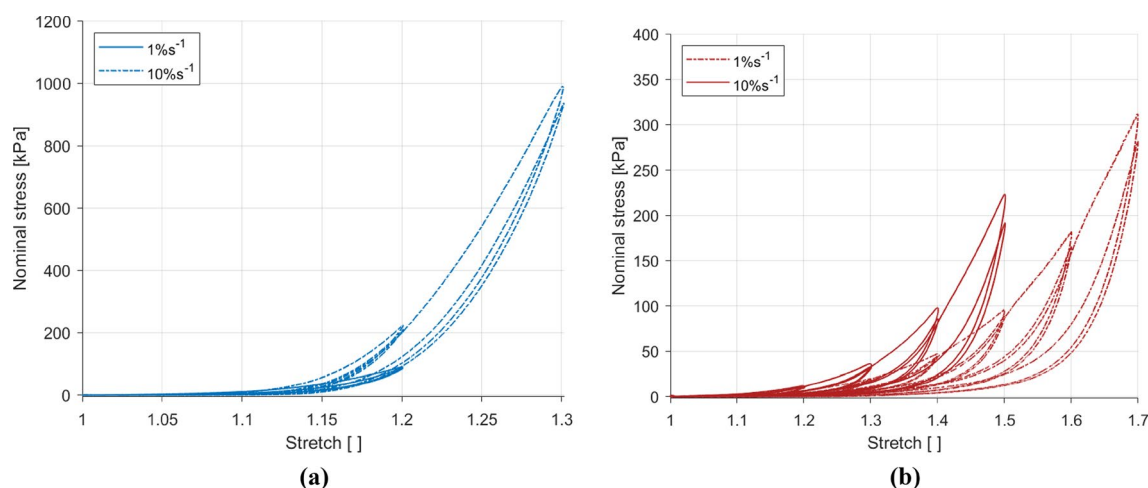 1200
1000
800
600
400
200
0
Nominal stress [kPa]
1%s⁻¹
10%s⁻¹
1 1.05 1.1 1.15 1.2 1.25 1.3
Stretch [ ]
(a)
400
350
300
250
200
150
100
50
0
Nominal stress [kPa]
1%s⁻¹
10%s⁻¹
1 1.1 1.2 1.3 1.4 1.5 1.6 1.7
Stretch [ ]
(b)